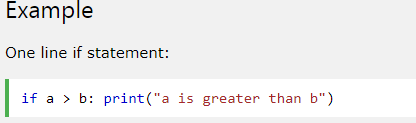 Example
One line if statement:
if a > b: print("a is greater than b")